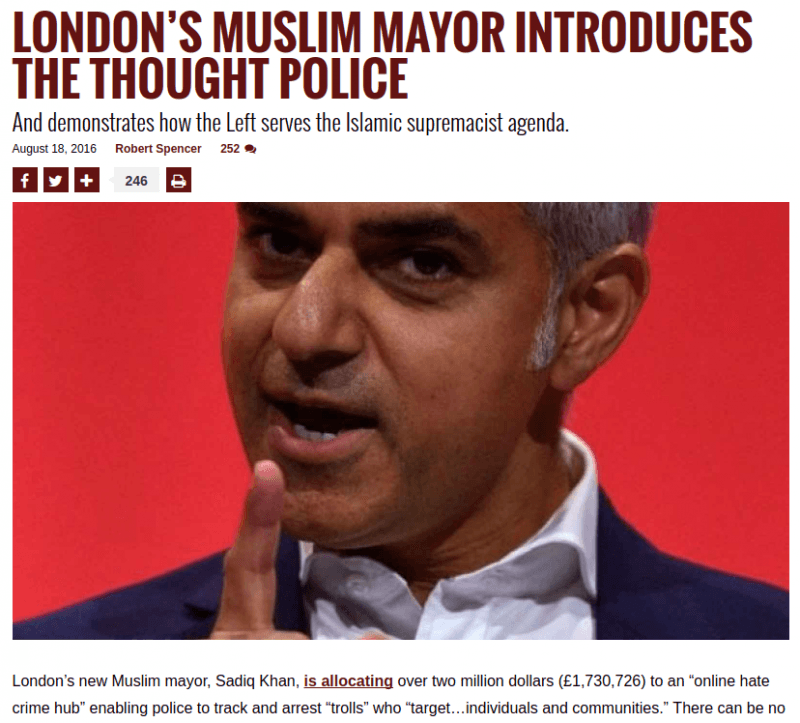 LONDON’S MUSLIM MAYOR INTRODUCES
THE THOUGHT POLICE
And demonstrates how the Left serves the Islamic supremacist agenda.
August 18, 2016 Robert Spencer 252
f + 246
London’s new Muslim mayor, Sadiq Khan, is allocating over two million dollars (£1,730,726) to an “online hate
crime hub” enabling police to track and arrest “trolls” who “target…individuals and communities.” There can be no